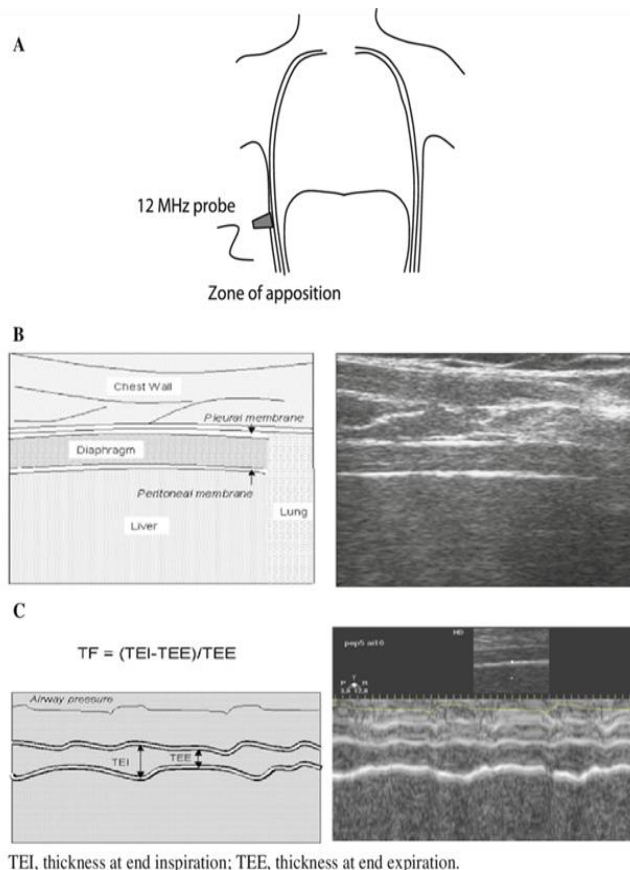 A
12 MHz probe
Zone of apposition
B
Chest Wall
Pleural membrane
Diaphragm
Peritoneal membrane
Lung
Liver
C
TF = (TEI-TEE)/TEE
Airway pressure
TEI
TEE
HD
TEI, thickness at end inspiration; TEE, thickness at end expiration.